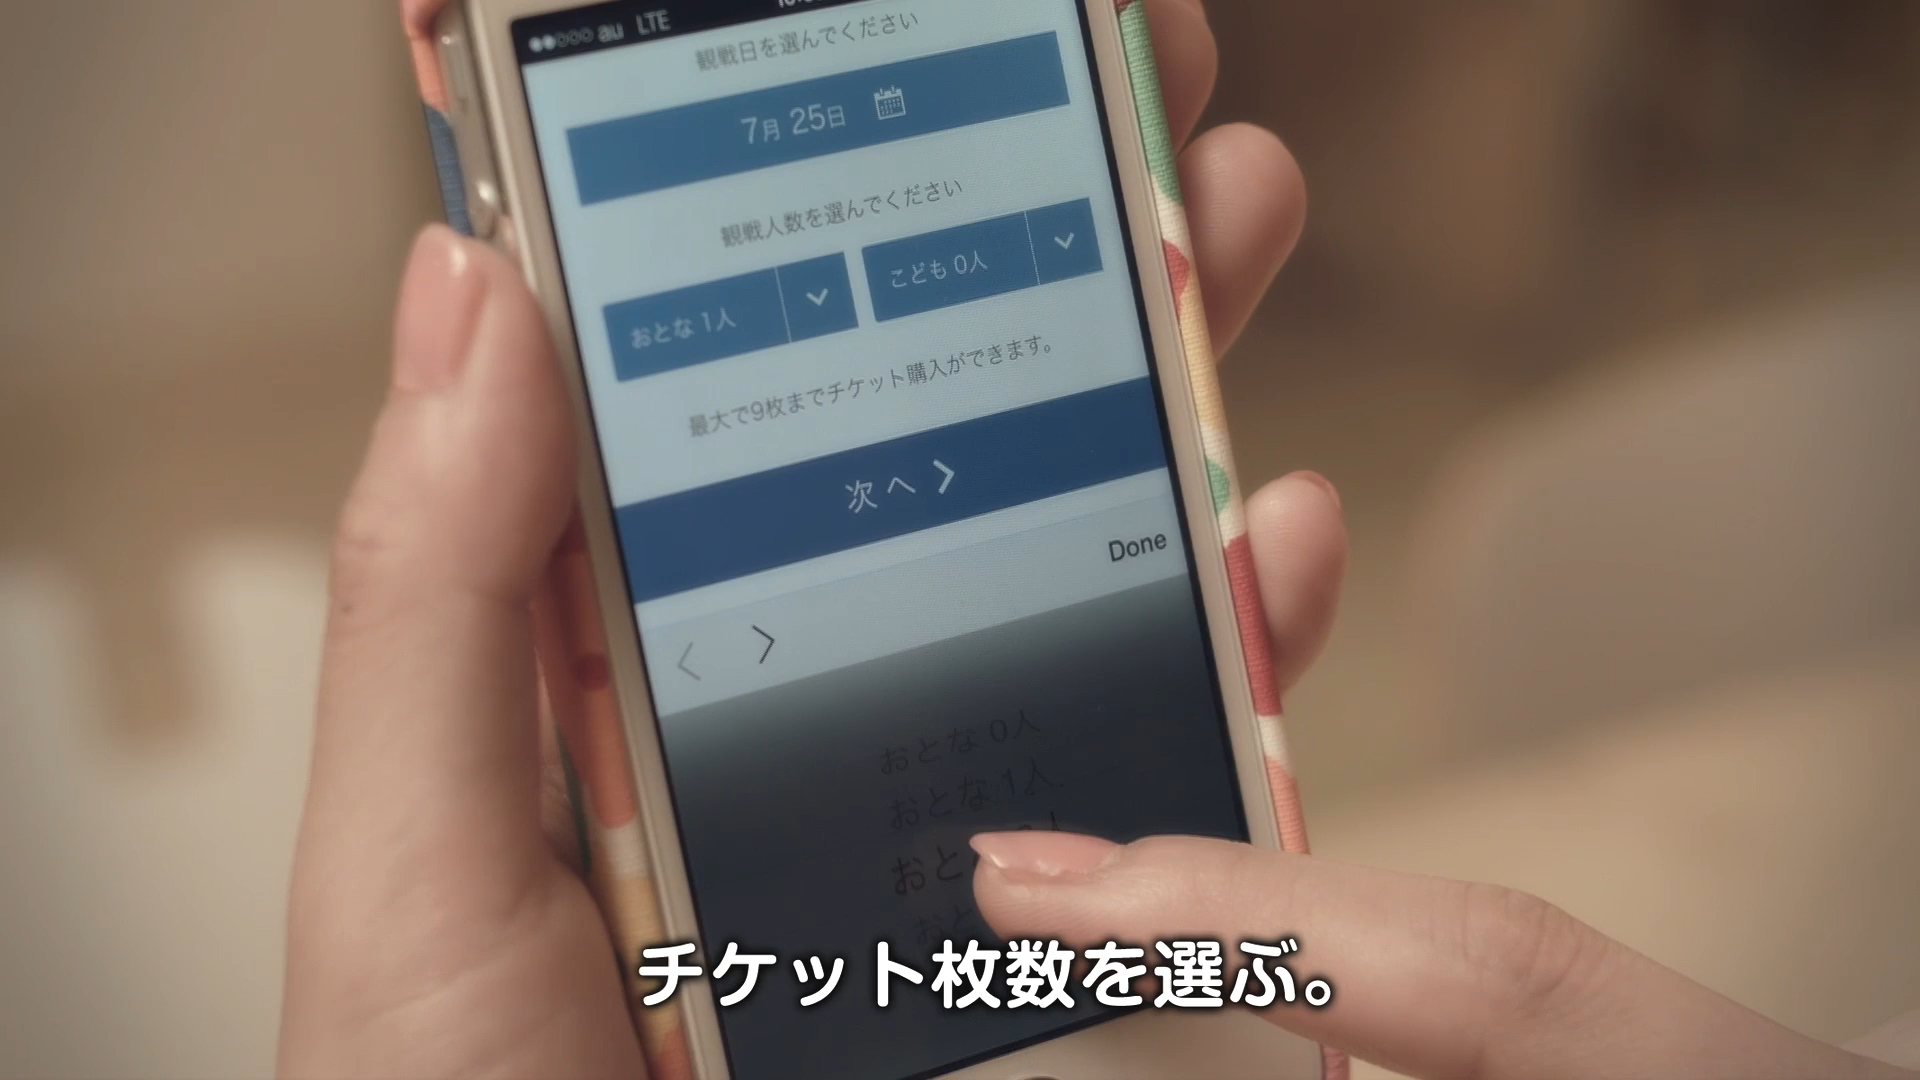 au LTE
観戦日を選んでください
7月 25日
観戦人数を選んでください
おとな 1人
こども 0人
最大で9枚までチケット購入ができます。
次へ
Done
おとな 0人
おとな 1人
おと
おと
チケット枚数を選ぶ。